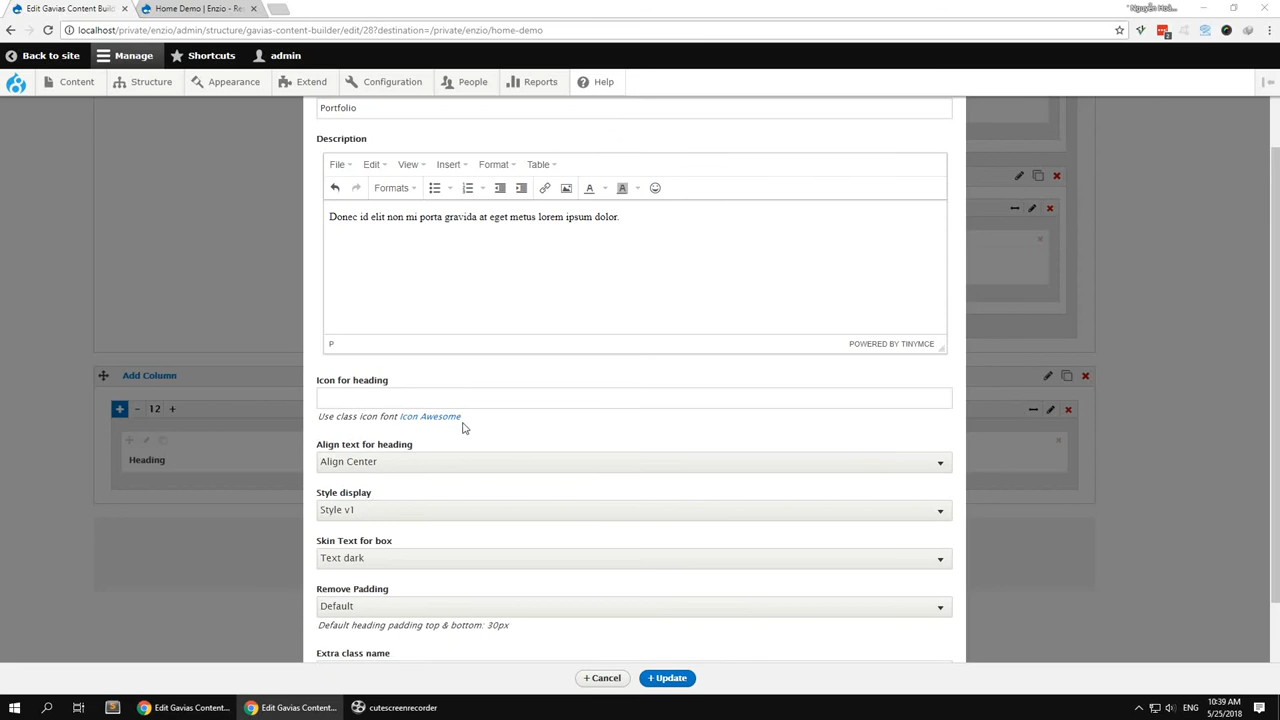 Edit Gavias Content Buil
Home Demo | Enzio - Res
localhost/private/enzio/admin/structure/gavias-content-builder/edit/28?destination=/private/enzio/home-demo
Back to site
Manage
Shortcuts
admin
Content
Structure
Appearance
Extend
Configuration
People
Reports
Help
Portfolio
Description
File
Edit
View
Insert
Format
Table
Formats
A
A
Donec id elit non mi porta gravida at eget metus lorem ipsum dolor.
P
POWERED BY TINYMCE
Icon for heading
Use class icon font Icon Awesome
Add Column
12
Heading
Align text for heading
Align Center
Style display
Style v1
Skin Text for box
Text dark
Remove Padding
Default
Default heading padding top & bottom: 30px
Extra class name
+ Cancel
+ Update
Edit Gavias Content...
Edit Gavias Content...
cutescreenrecorder
ENG
10:39 AM
5/25/2018